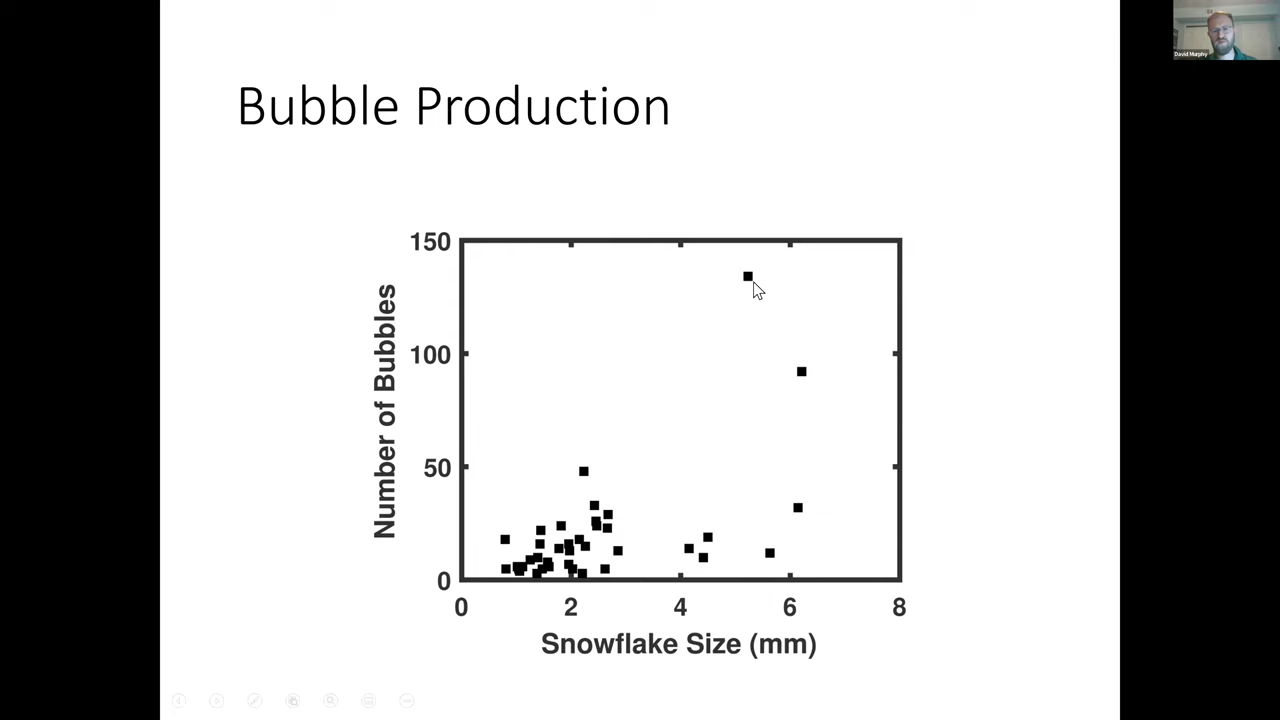 David Murphy
Bubble Production
150
100
50
0
Number of Bubbles
0 2 4 6 8
Snowflake Size (mm)